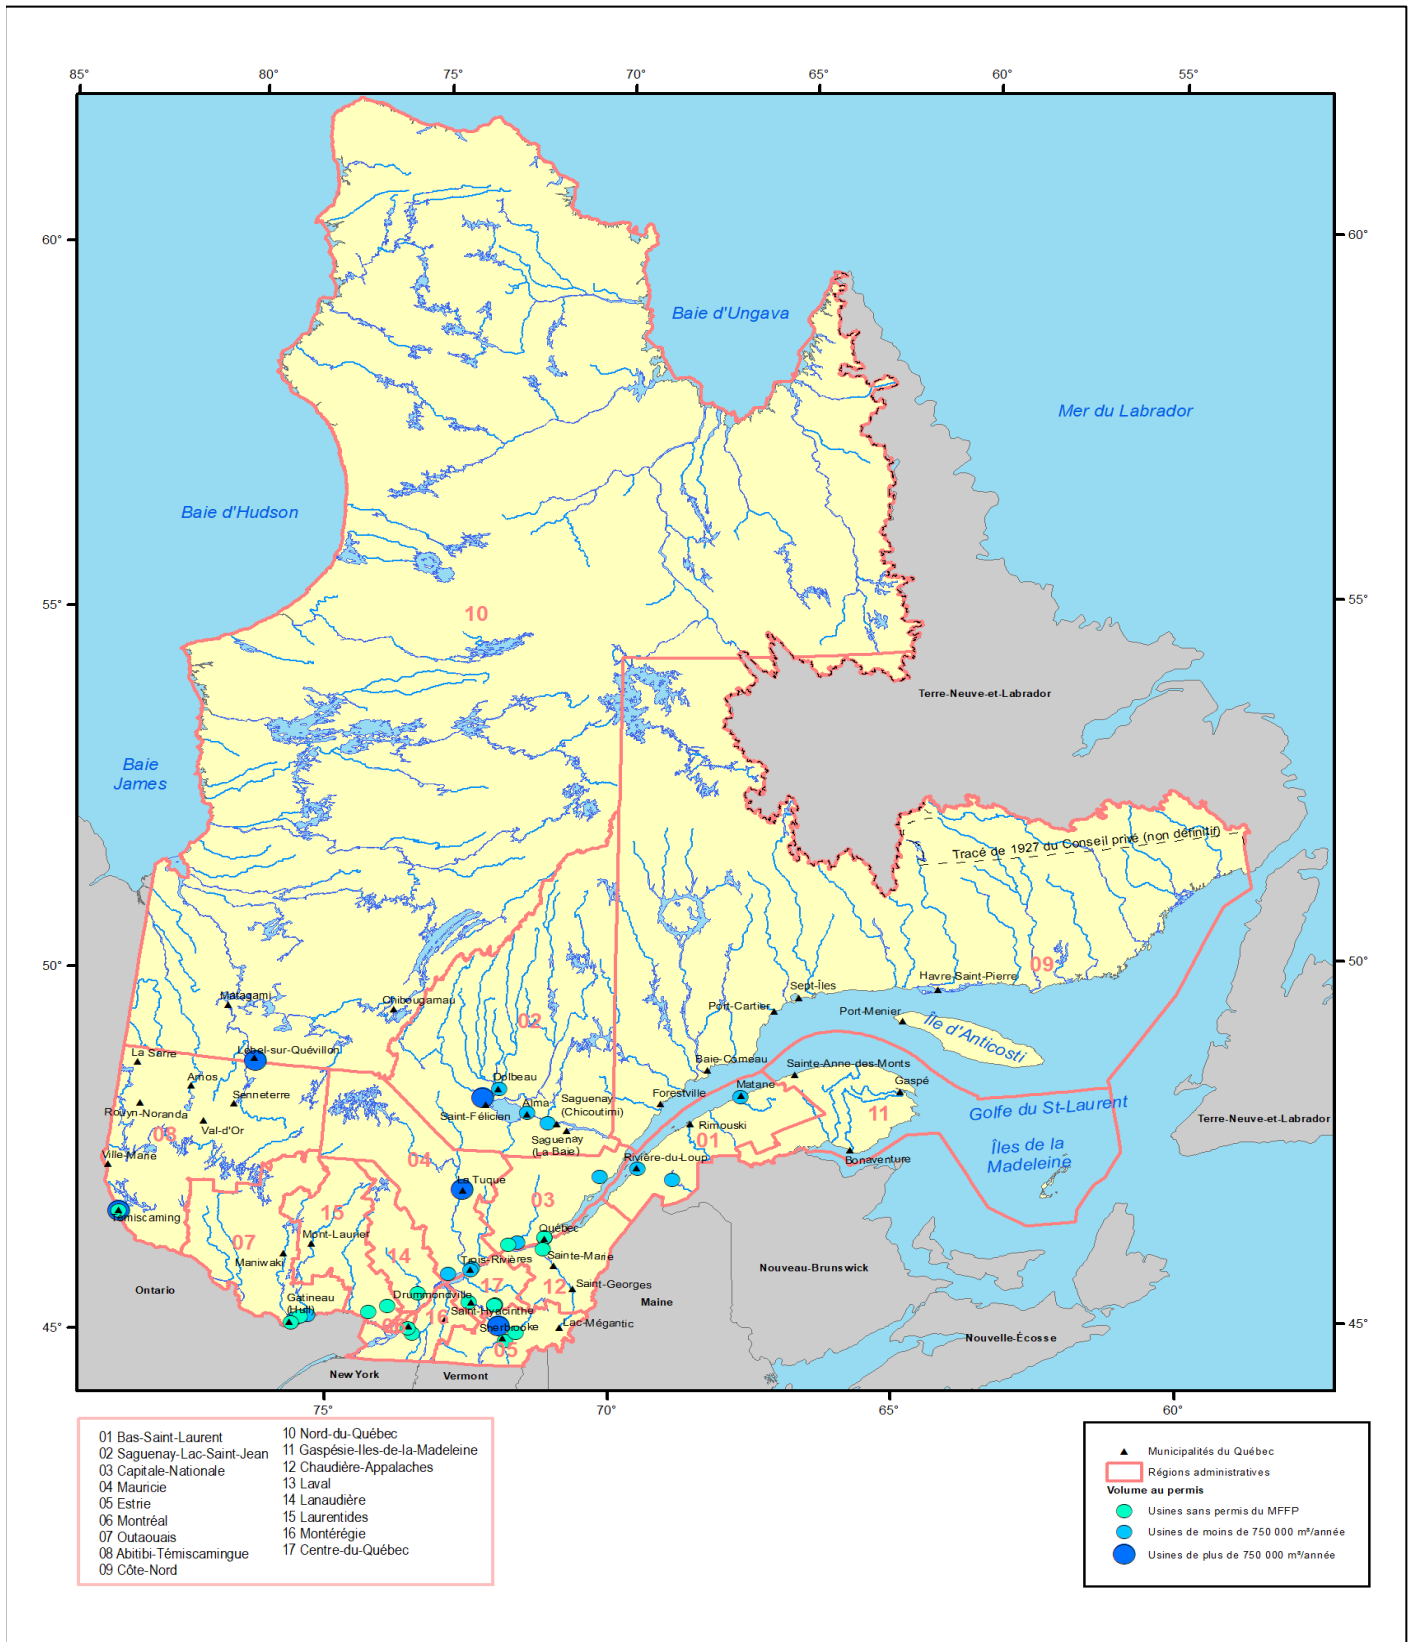 85°
80°
75°
70°
65°
60°
55°
60°
60°
Baie d'Ungava
Mer du Labrador
Baie d'Hudson
55°
55°
10
Terre-Neuve-et-Labrador
Baie
James
Tracé de 1927 du Conseil privé (non définitif)
50°
50°
09
Havre-Saint-Pierre
Sept-Îles
Port-Cartier
Port-Menier
Île d'Anticosti
Matagami
Chibougamau
02
La Sarre
Lebel-sur-Quévillon
Baie-Comeau
Sainte-Anne-des-Monts
Amos
Dolbeau
Matane
Gaspé
Senneterre
Forestville
Rouyn-Noranda
Saint-Félicien
Alma
Saguenay
(Chicoutimi)
11
Golfe du St-Laurent
Terre-Neuve-et-Labrador
Val-d'Or
Rimouski
08
Saguenay
(La Baie)
01
Îles de la
Madeleine
Ville-Marie
04
Rivière-du-Loup
Bonaventure
La Tuque
03
Témiscaming
15
07
Mont-Laurier
Québec
Maniwaki
14
Trois-Rivières
Sainte-Marie
Nouveau-Brunswick
Ontario
17
12
Saint-Georges
Gatineau
(Hull)
Drummondville
Maine
Saint-Hyacinthe
16
45°
45°
Sherbrooke
Lac-Mégantic
Nouvelle-Écosse
05
New York
Vermont
75°
70°
65°
60°
01 Bas-Saint-Laurent
02 Saguenay-Lac-Saint-Jean
03 Capitale-Nationale
04 Mauricie
05 Estrie
06 Montréal
07 Outaouais
08 Abitibi-Témiscamingue
09 Côte-Nord
10 Nord-du-Québec
11 Gaspésie-Iles-de-la-Madeleine
12 Chaudière-Appalaches
13 Laval
14 Lanaudière
15 Laurentides
16 Montérégie
17 Centre-du-Québec
Municipalités du Québec
Régions administratives
Volume au permis
Usines sans permis du MFFP
Usines de moins de 750 000 m³/année
Usines de plus de 750 000 m³/année